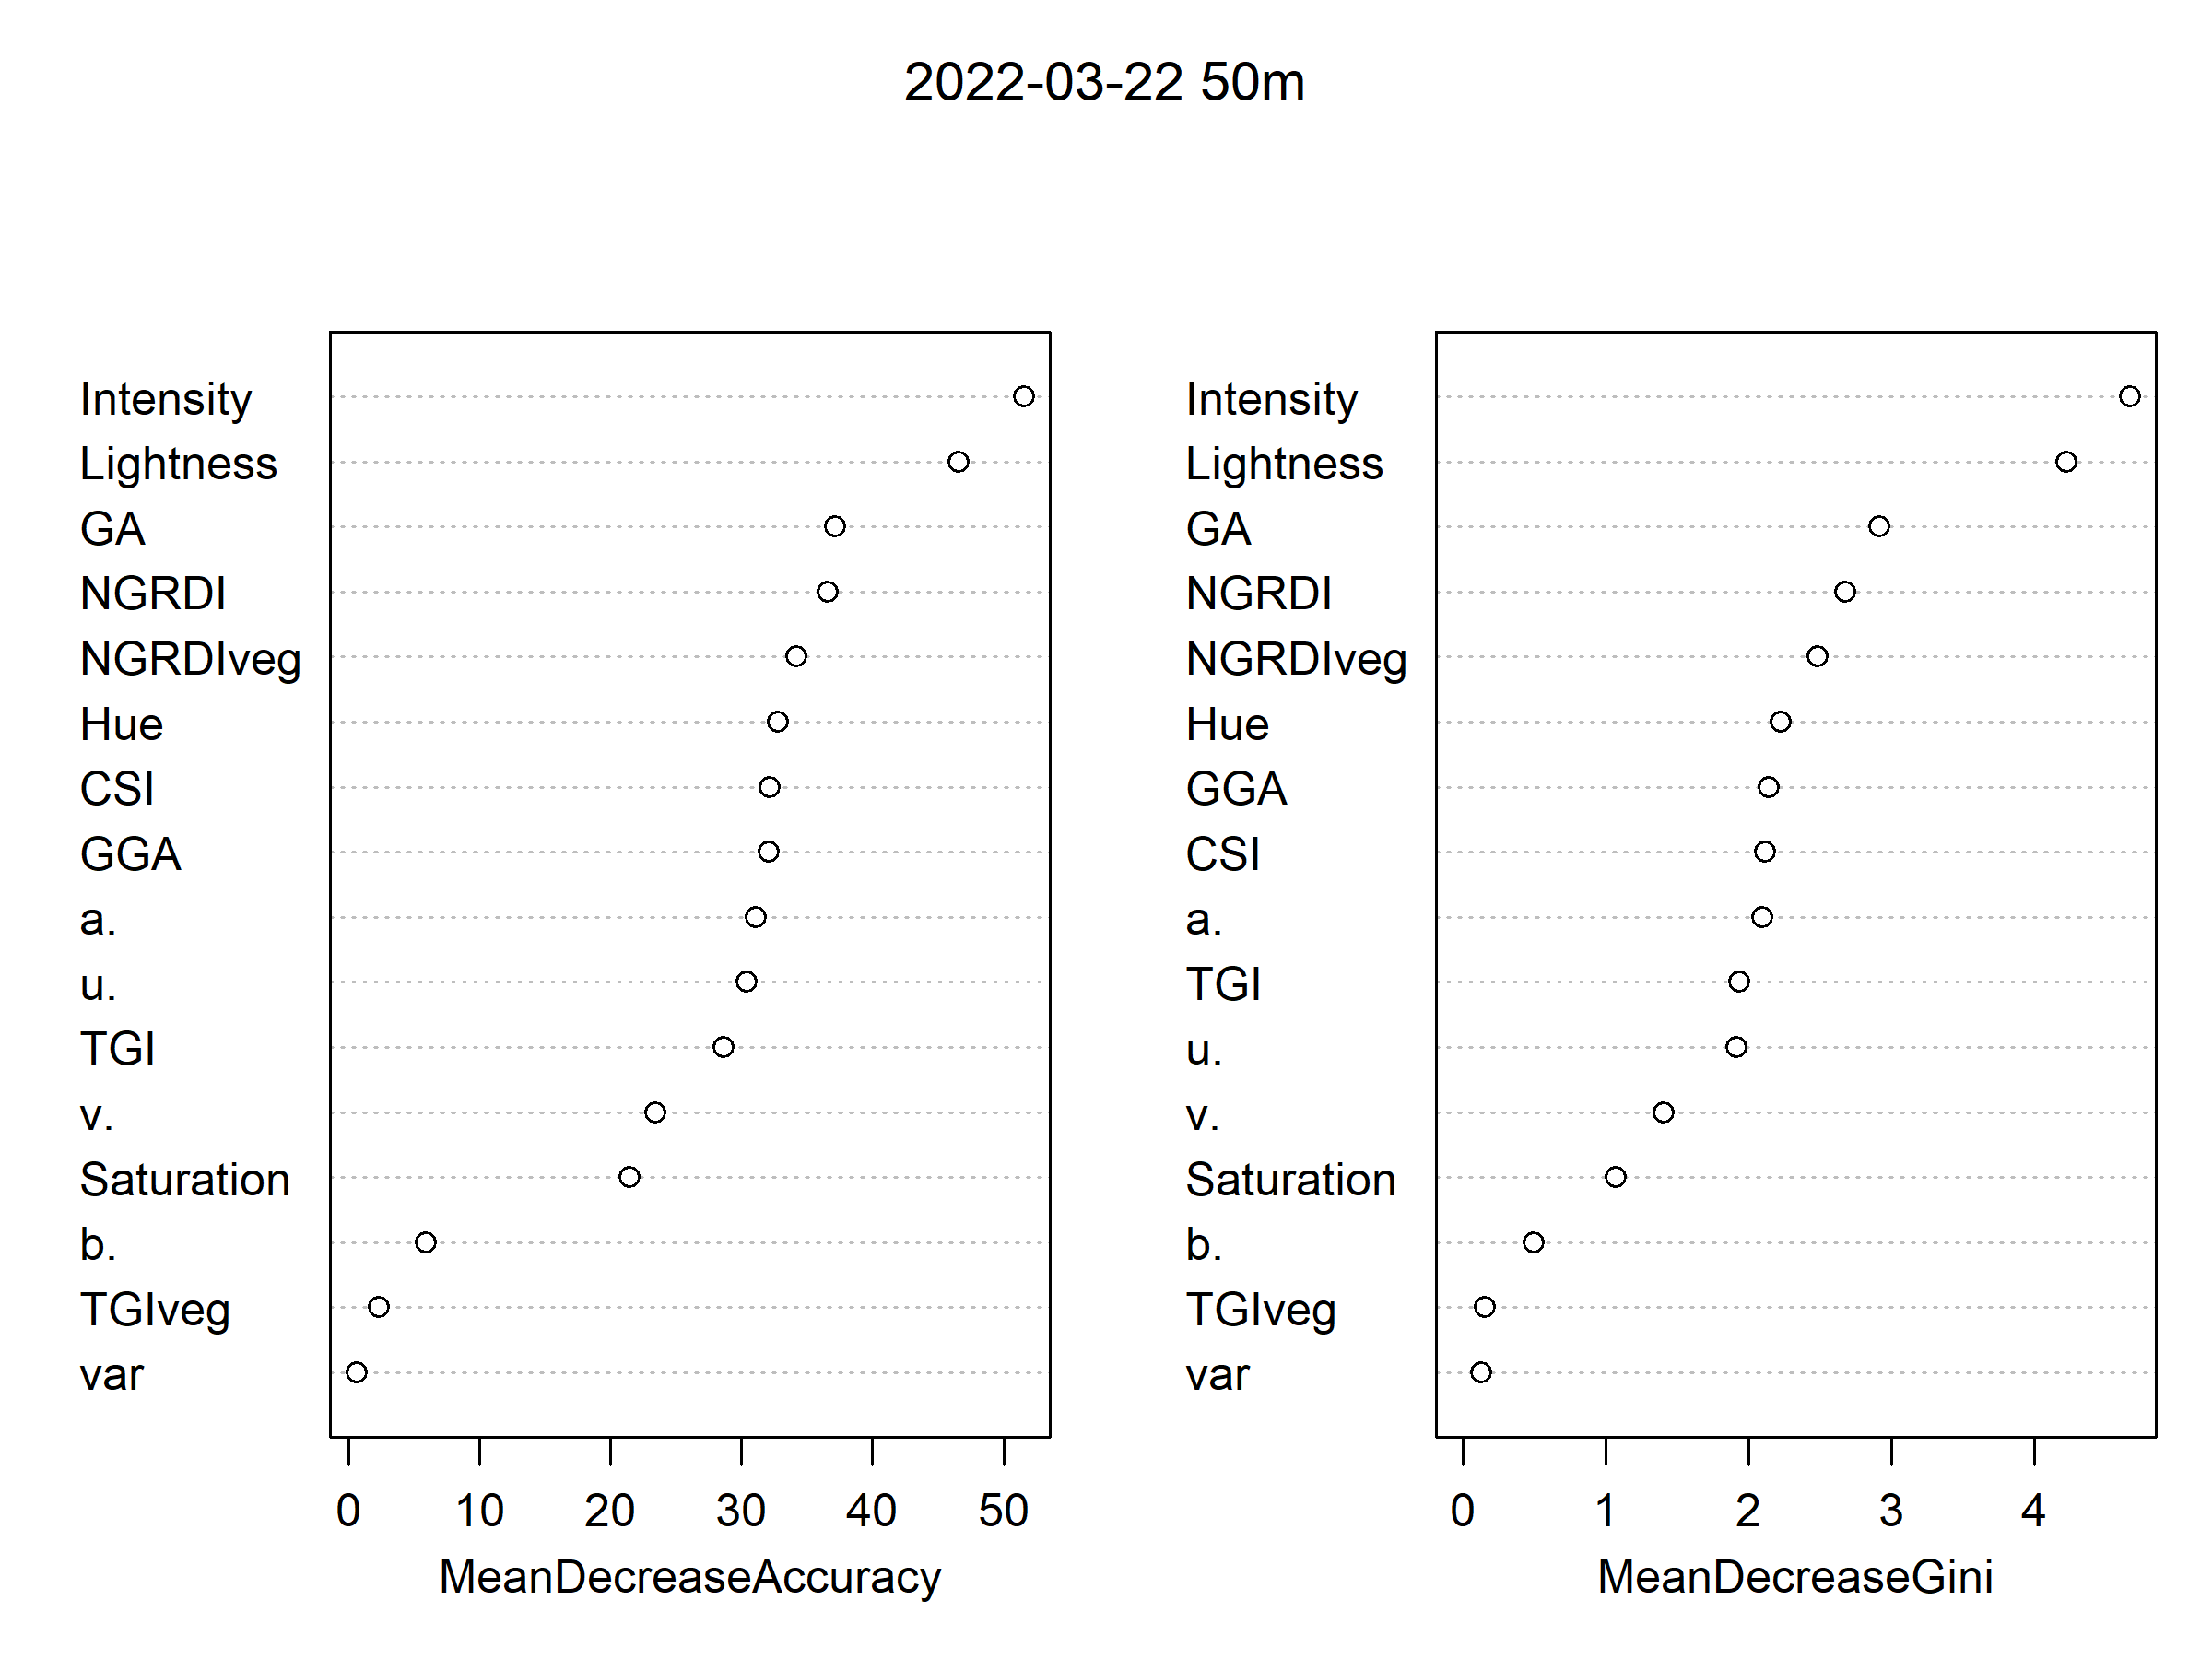 2022-03-22 50m
Intensity
Lightness
GA
NGRDI
NGRDIveg
Hue
CSI
GGA
a.
u.
TGI
v.
Saturation
b.
TGIveg
var
0 10 20 30 40 50
MeanDecreaseAccuracy
Intensity
Lightness
GA
NGRDI
NGRDIveg
Hue
GGA
CSI
a.
TGI
u.
v.
Saturation
b.
TGIveg
var
0 1 2 3 4
MeanDecreaseGini